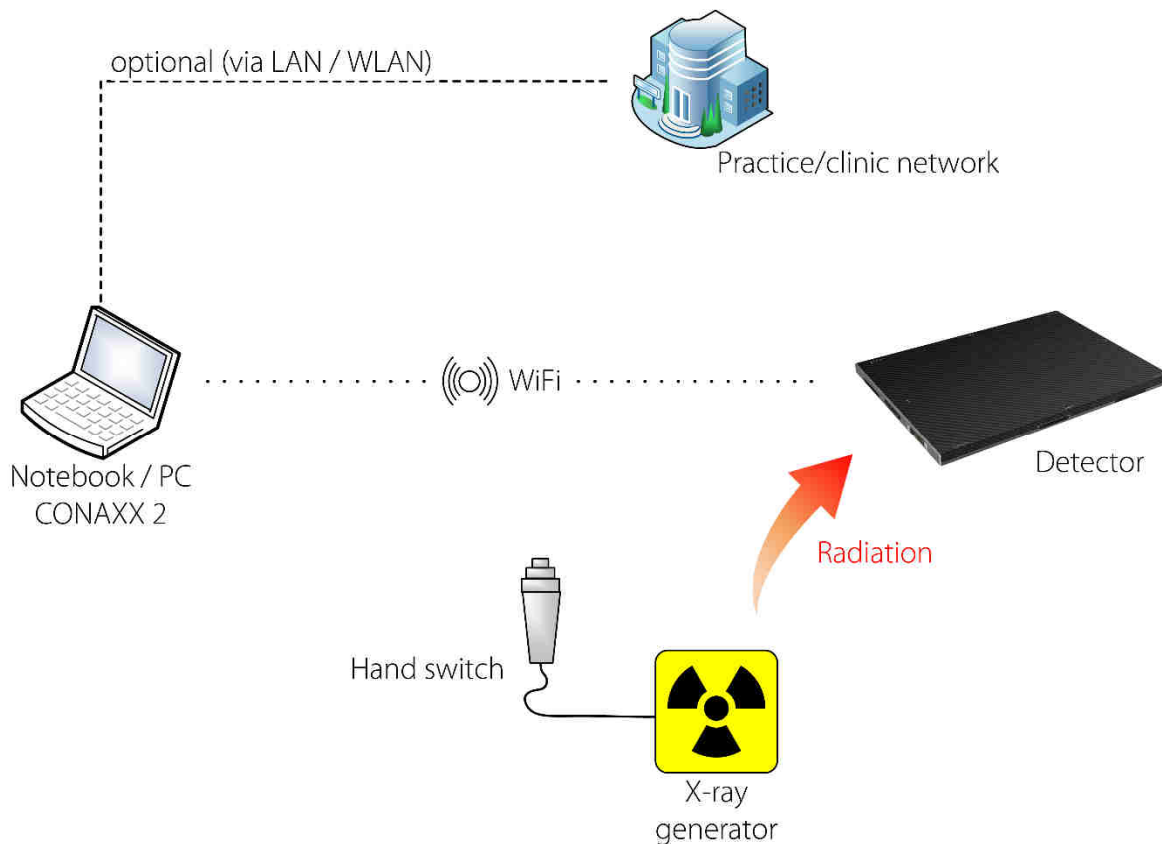 optional (via LAN / WLAN)
Practice/clinic network
WiFi
Notebook / PC
CONAXX 2
Detector
Radiation
Hand switch
X-ray
generator